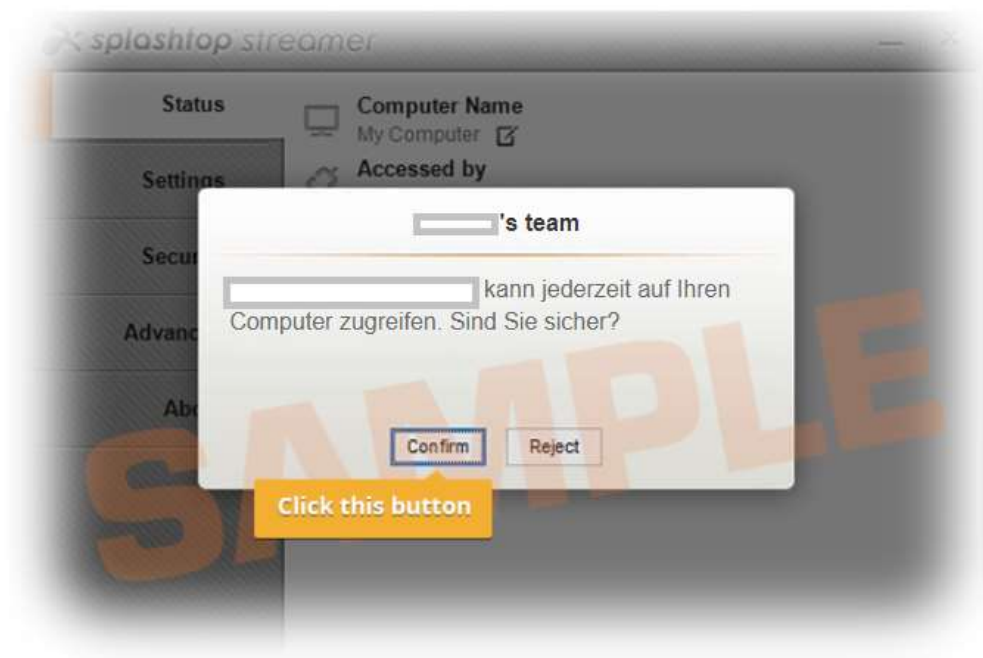 splashtop streamer
Status
Computer Name
My Computer
Accessed by
Settings
's team
Secur
kann jederzeit auf Ihren
Computer zugreifen. Sind Sie sicher?
Advanc
Abo
Confirm
Reject
Click this button
SAMPLE